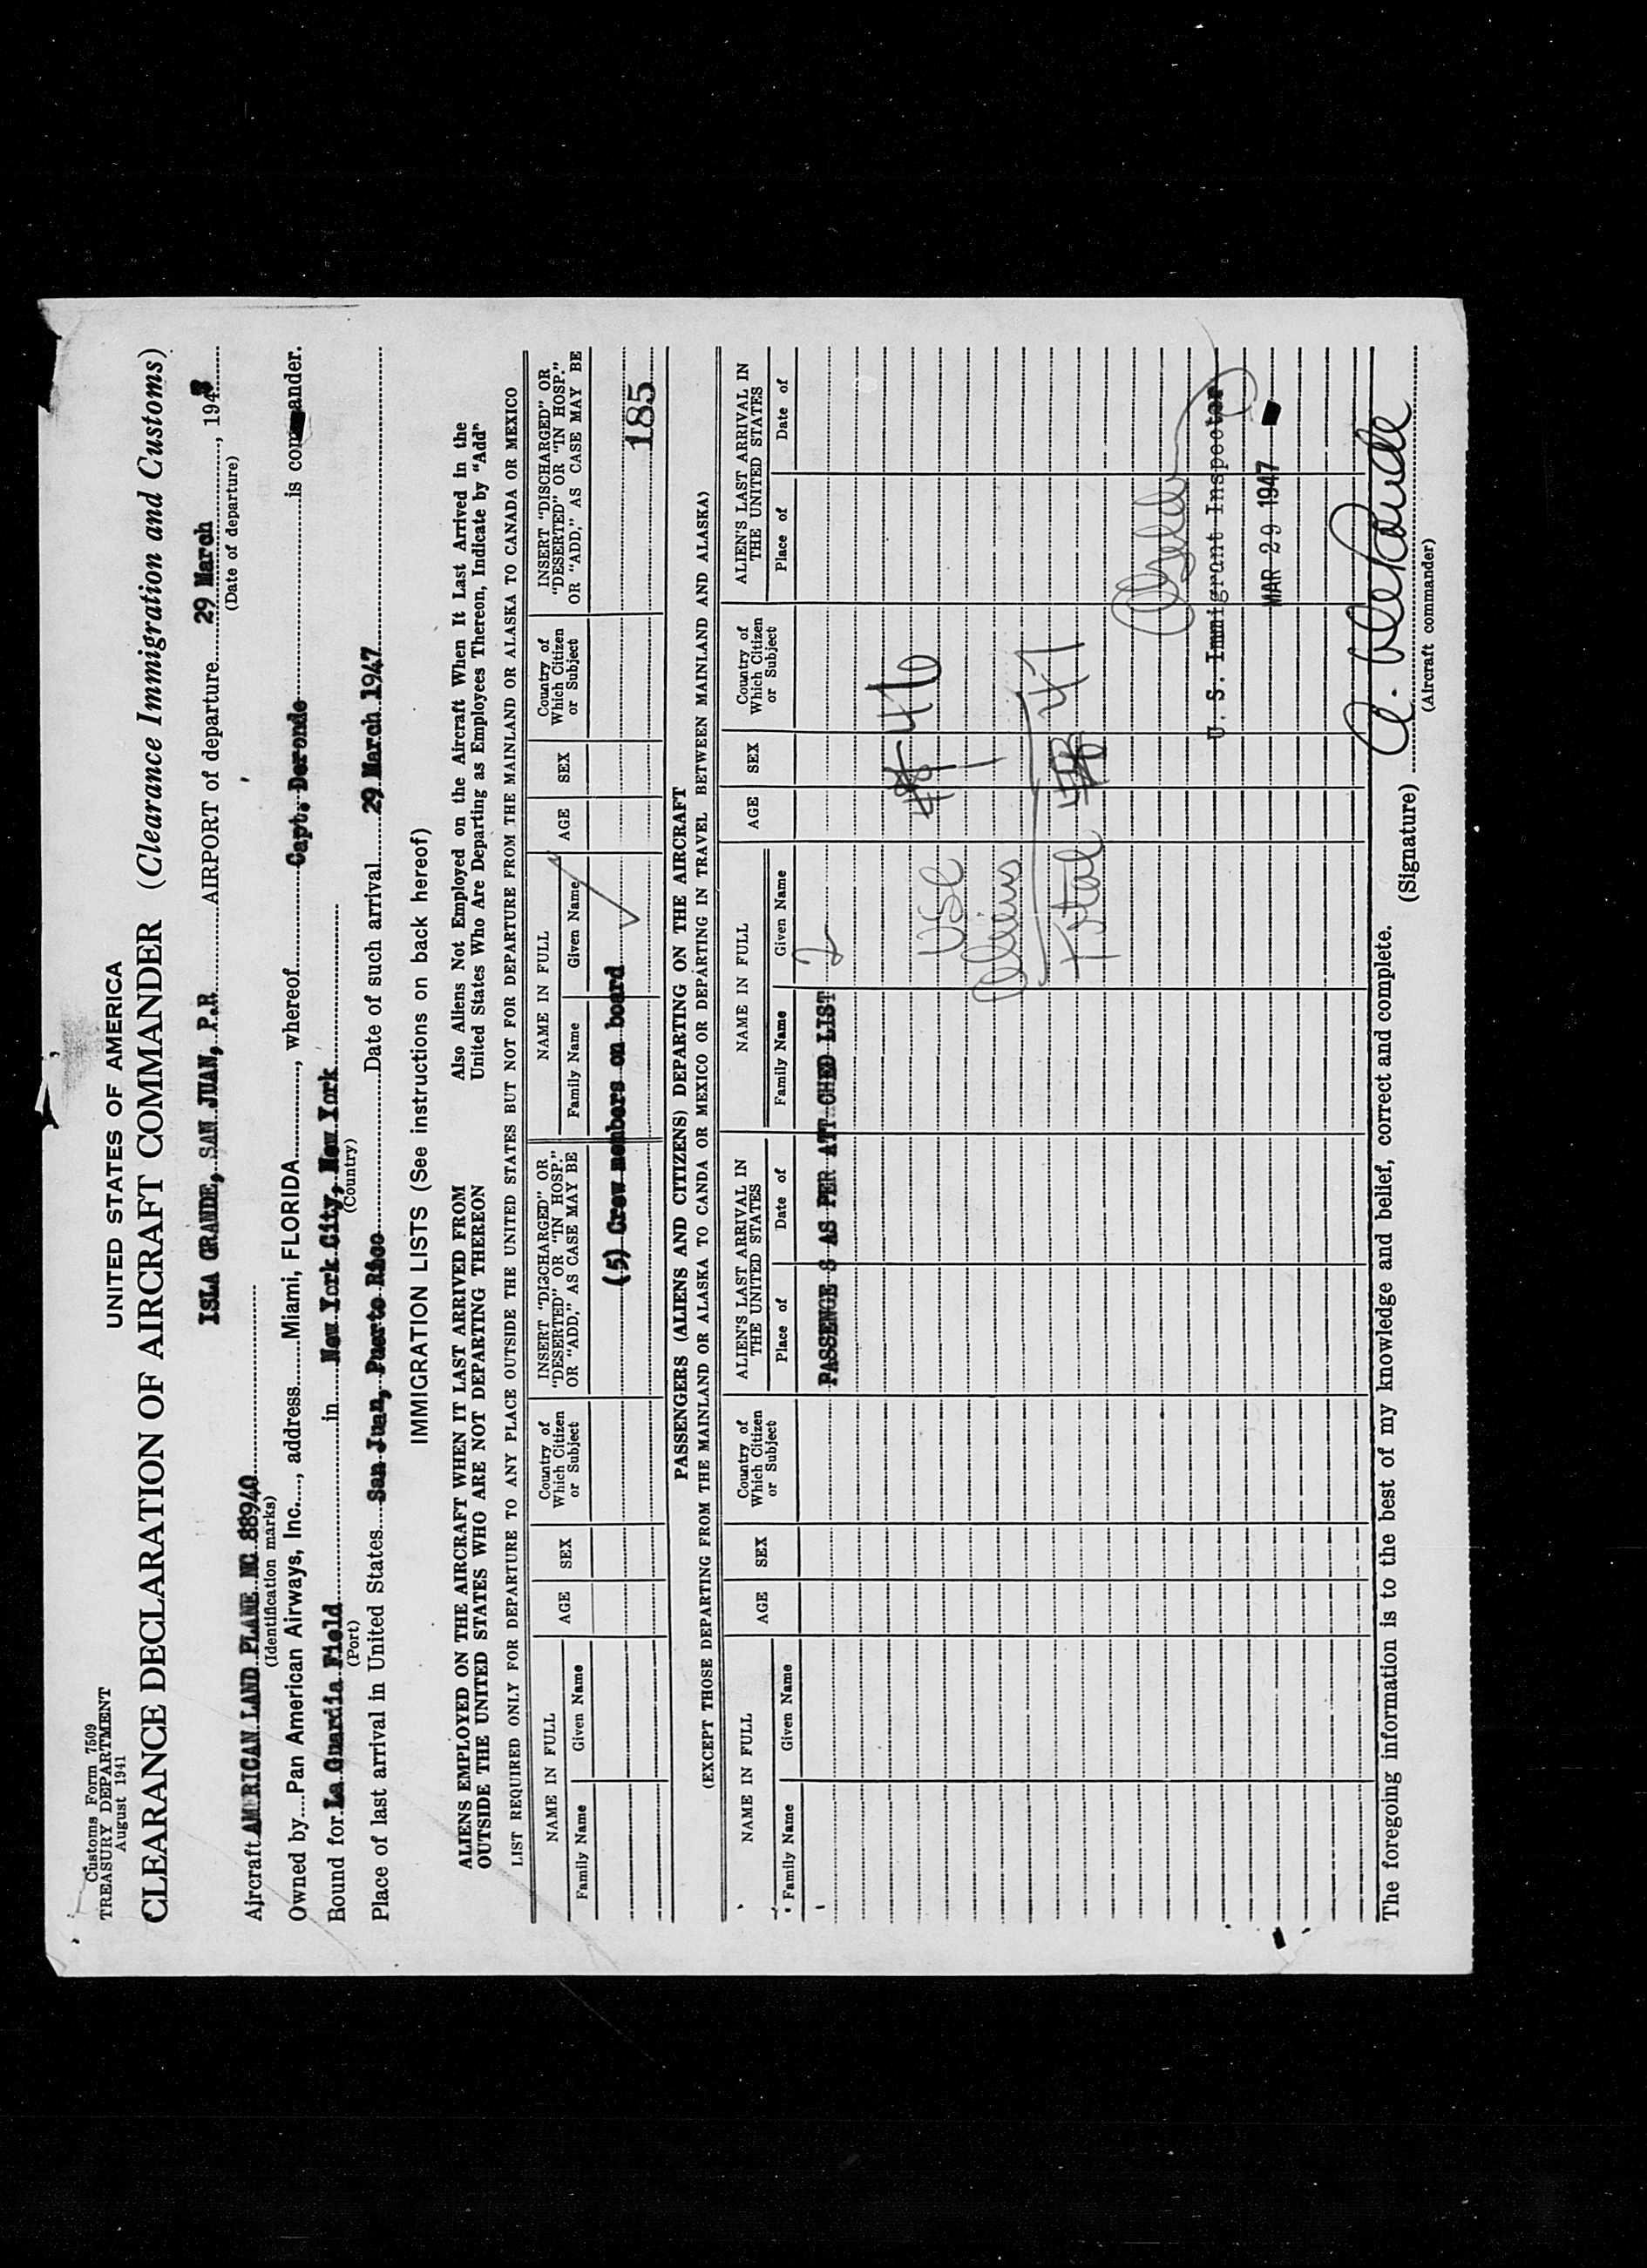 Customs Form 7509
TREASURY DEPARTMENT
August 1941
UNITED STATES OF AMERICA
CLEARANCE DECLARATION OF AIRCRAFT COMMANDER (Clearance Immigration and Customs)
ISLA GRANDE, SAN JUAN, P.R. AIRPORT of departure 29 March, 194
(Date of departure)
Aircraft AMERICAN LAND PLANE NC 88940
(Identification marks)
Owned by Pan American Airways, Inc., address Miami, FLORIDA, whereof Capt. Deronde is commander.
Bound for La Guardia Field in New York City, New York
(Port) (Country)
Place of last arrival in United States San Juan, Puerto Rico Date of such arrival 29 March 1947
IMMIGRATION LISTS (See instructions on back hereof)
ALIENS EMPLOYED ON THE AIRCRAFT WHEN IT LAST ARRIVED FROM
OUTSIDE THE UNITED STATES WHO ARE NOT DEPARTING THEREON
Also Aliens Not Employed on the Aircraft When It Last Arrived in the
United States Who Are Departing as Employees Thereon, Indicate by "Add"
LIST REQUIRED ONLY FOR DEPARTURE TO ANY PLACE OUTSIDE THE UNITED STATES BUT NOT FOR DEPARTURE FROM THE MAINLAND OR ALASKA TO CANADA OR MEXICO
NAME IN FULL
Family Name Given Name
AGE
SEX
Country of
Which Citizen
or Subject
INSERT "DISCHARGED" OR
"DESERTED" OR "IN HOSP."
OR "ADD," AS CASE MAY BE
NAME IN FULL
Family Name Given Name
AGE
SEX
Country of
Which Citizen
or Subject
INSERT "DISCHARGED" OR
"DESERTED" OR "IN HOSP."
OR "ADD," AS CASE MAY BE
(5) Crew members on board
185
PASSENGERS (ALIENS AND CITIZENS) DEPARTING ON THE AIRCRAFT
(EXCEPT THOSE DEPARTING FROM THE MAINLAND OR ALASKA TO CANDA OR MEXICO OR DEPARTING IN TRAVEL BETWEEN MAINLAND AND ALASKA)
NAME IN FULL
Family Name Given Name
AGE
SEX
Country of
Which Citizen
or Subject
ALIEN'S LAST ARRIVAL IN
THE UNITED STATES
Place of Date of
NAME IN FULL
Family Name Given Name
AGE
SEX
Country of
Which Citizen
or Subject
ALIEN'S LAST ARRIVAL IN
THE UNITED STATES
Place of Date of
PASSENGE S AS PER ATT CHED LIST
USC 46
Aliens 1
Total 47
U. S. Immigrant Inspector
MAR 29 1947
The foregoing information is to the best of my knowledge and belief, correct and complete.
(Signature)
(Aircraft commander)